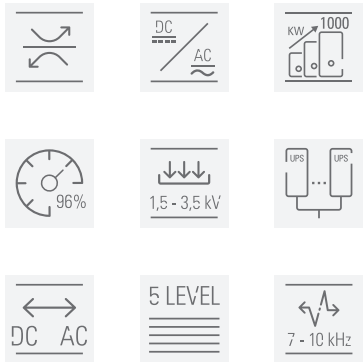 DC
AC
KW 1000
96%
1,5 - 3,5 kV
UPS UPS
DC AC
5 LEVEL
7 - 10 kHz